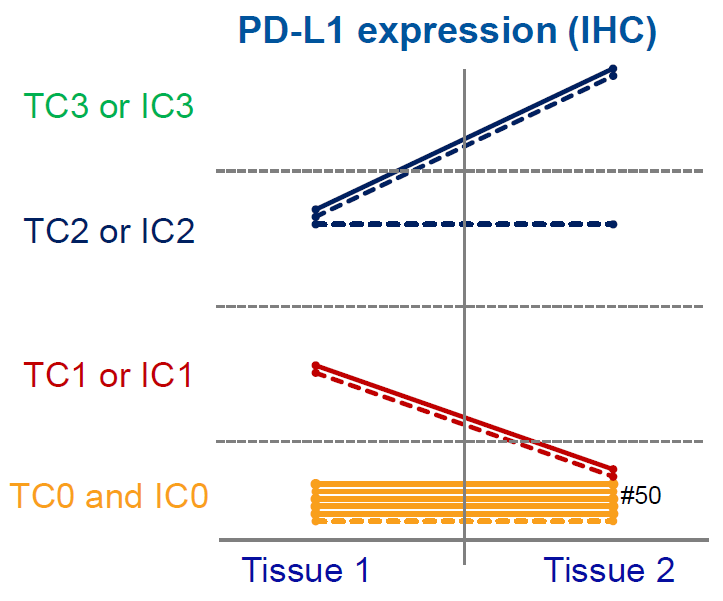 PD-L1 expression (IHC)
TC3 or IC3
TC2 or IC2
TC1 or IC1
TC0 and IC0
#50
Tissue 1
Tissue 2